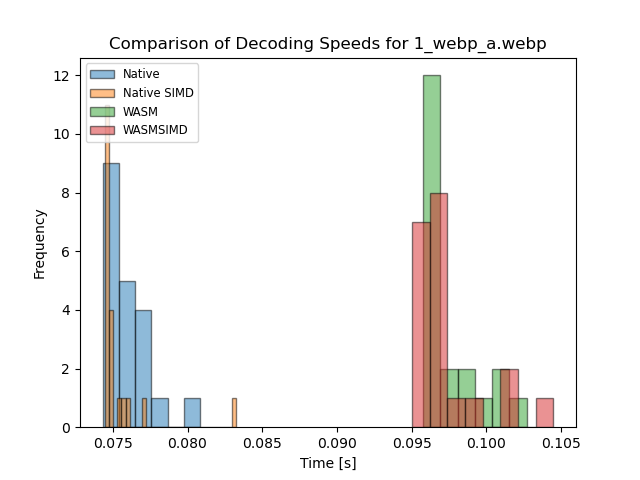 Comparison of Decoding Speeds for 1_webp_a.webp
Native
Native SIMD
WASM
WASMSIMD
Frequency
12
10
8
6
4
2
0
0.075 0.080 0.085 0.090 0.095 0.100 0.105
Time [s]